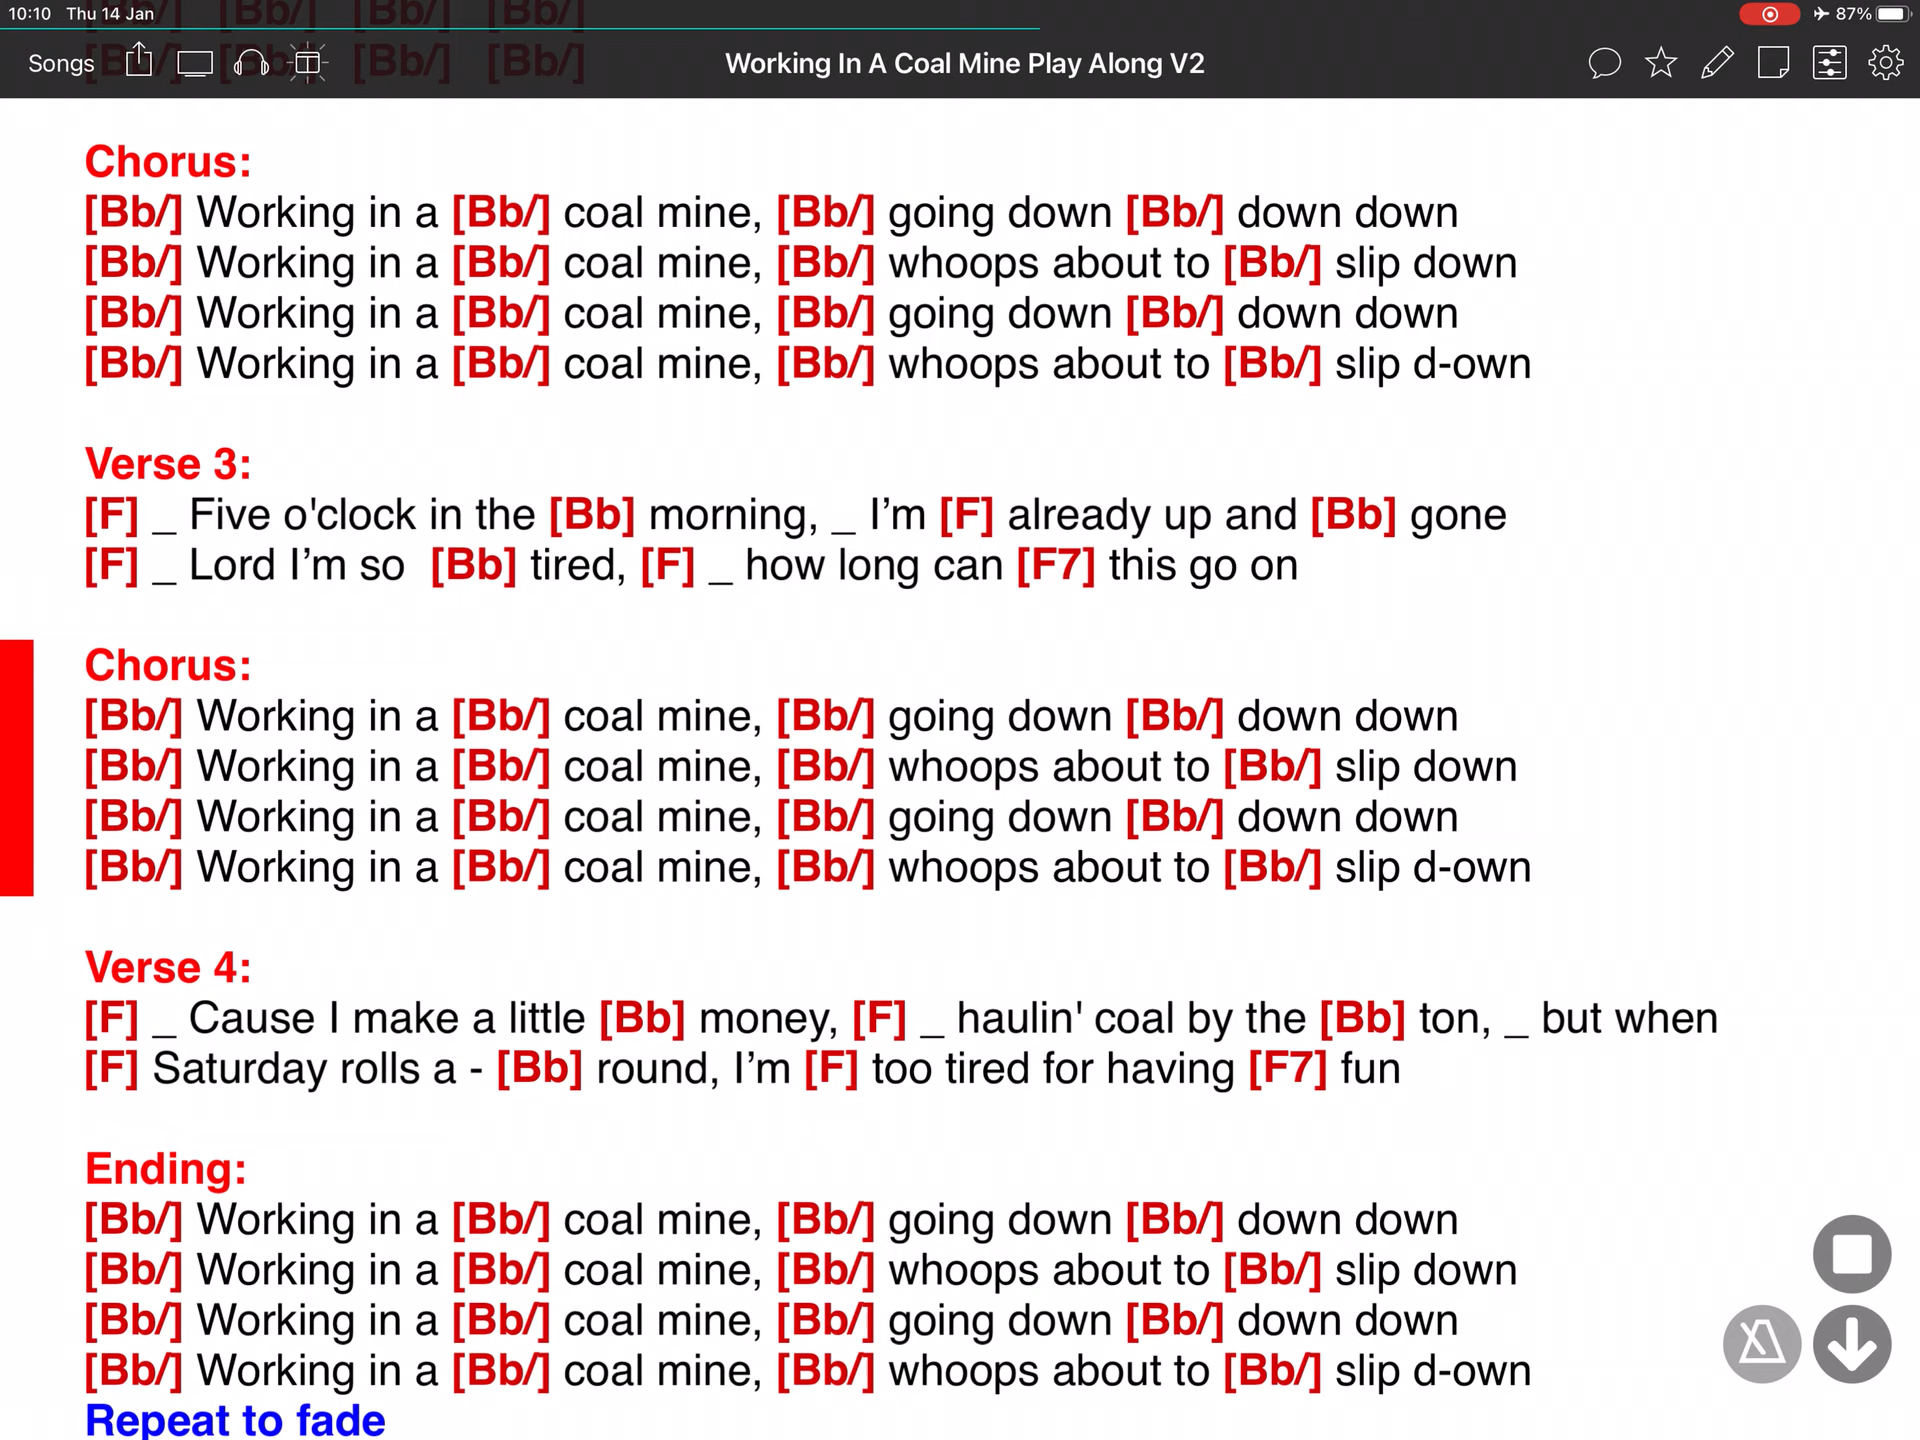 10:10 Thu 14 Jan
87%
[Bb/] [Bb/] [Bb/] [Bb/]
[Bb/] [Bb/] [Bb/] [Bb/]
Songs
Working In A Coal Mine Play Along V2
Chorus:
[Bb/] Working in a [Bb/] coal mine, [Bb/] going down [Bb/] down down
[Bb/] Working in a [Bb/] coal mine, [Bb/] whoops about to [Bb/] slip down
[Bb/] Working in a [Bb/] coal mine, [Bb/] going down [Bb/] down down
[Bb/] Working in a [Bb/] coal mine, [Bb/] whoops about to [Bb/] slip d-own
Verse 3:
[F] _ Five o'clock in the [Bb] morning, _ I’m [F] already up and [Bb] gone
[F] _ Lord I’m so  [Bb] tired, [F] _ how long can [F7] this go on
Chorus:
[Bb/] Working in a [Bb/] coal mine, [Bb/] going down [Bb/] down down
[Bb/] Working in a [Bb/] coal mine, [Bb/] whoops about to [Bb/] slip down
[Bb/] Working in a [Bb/] coal mine, [Bb/] going down [Bb/] down down
[Bb/] Working in a [Bb/] coal mine, [Bb/] whoops about to [Bb/] slip d-own
Verse 4:
[F] _ Cause I make a little [Bb] money, [F] _ haulin' coal by the [Bb] ton, _ but when
[F] Saturday rolls a - [Bb] round, I’m [F] too tired for having [F7] fun
Ending:
[Bb/] Working in a [Bb/] coal mine, [Bb/] going down [Bb/] down down
[Bb/] Working in a [Bb/] coal mine, [Bb/] whoops about to [Bb/] slip down
[Bb/] Working in a [Bb/] coal mine, [Bb/] going down [Bb/] down down
[Bb/] Working in a [Bb/] coal mine, [Bb/] whoops about to [Bb/] slip d-own
Repeat to fade